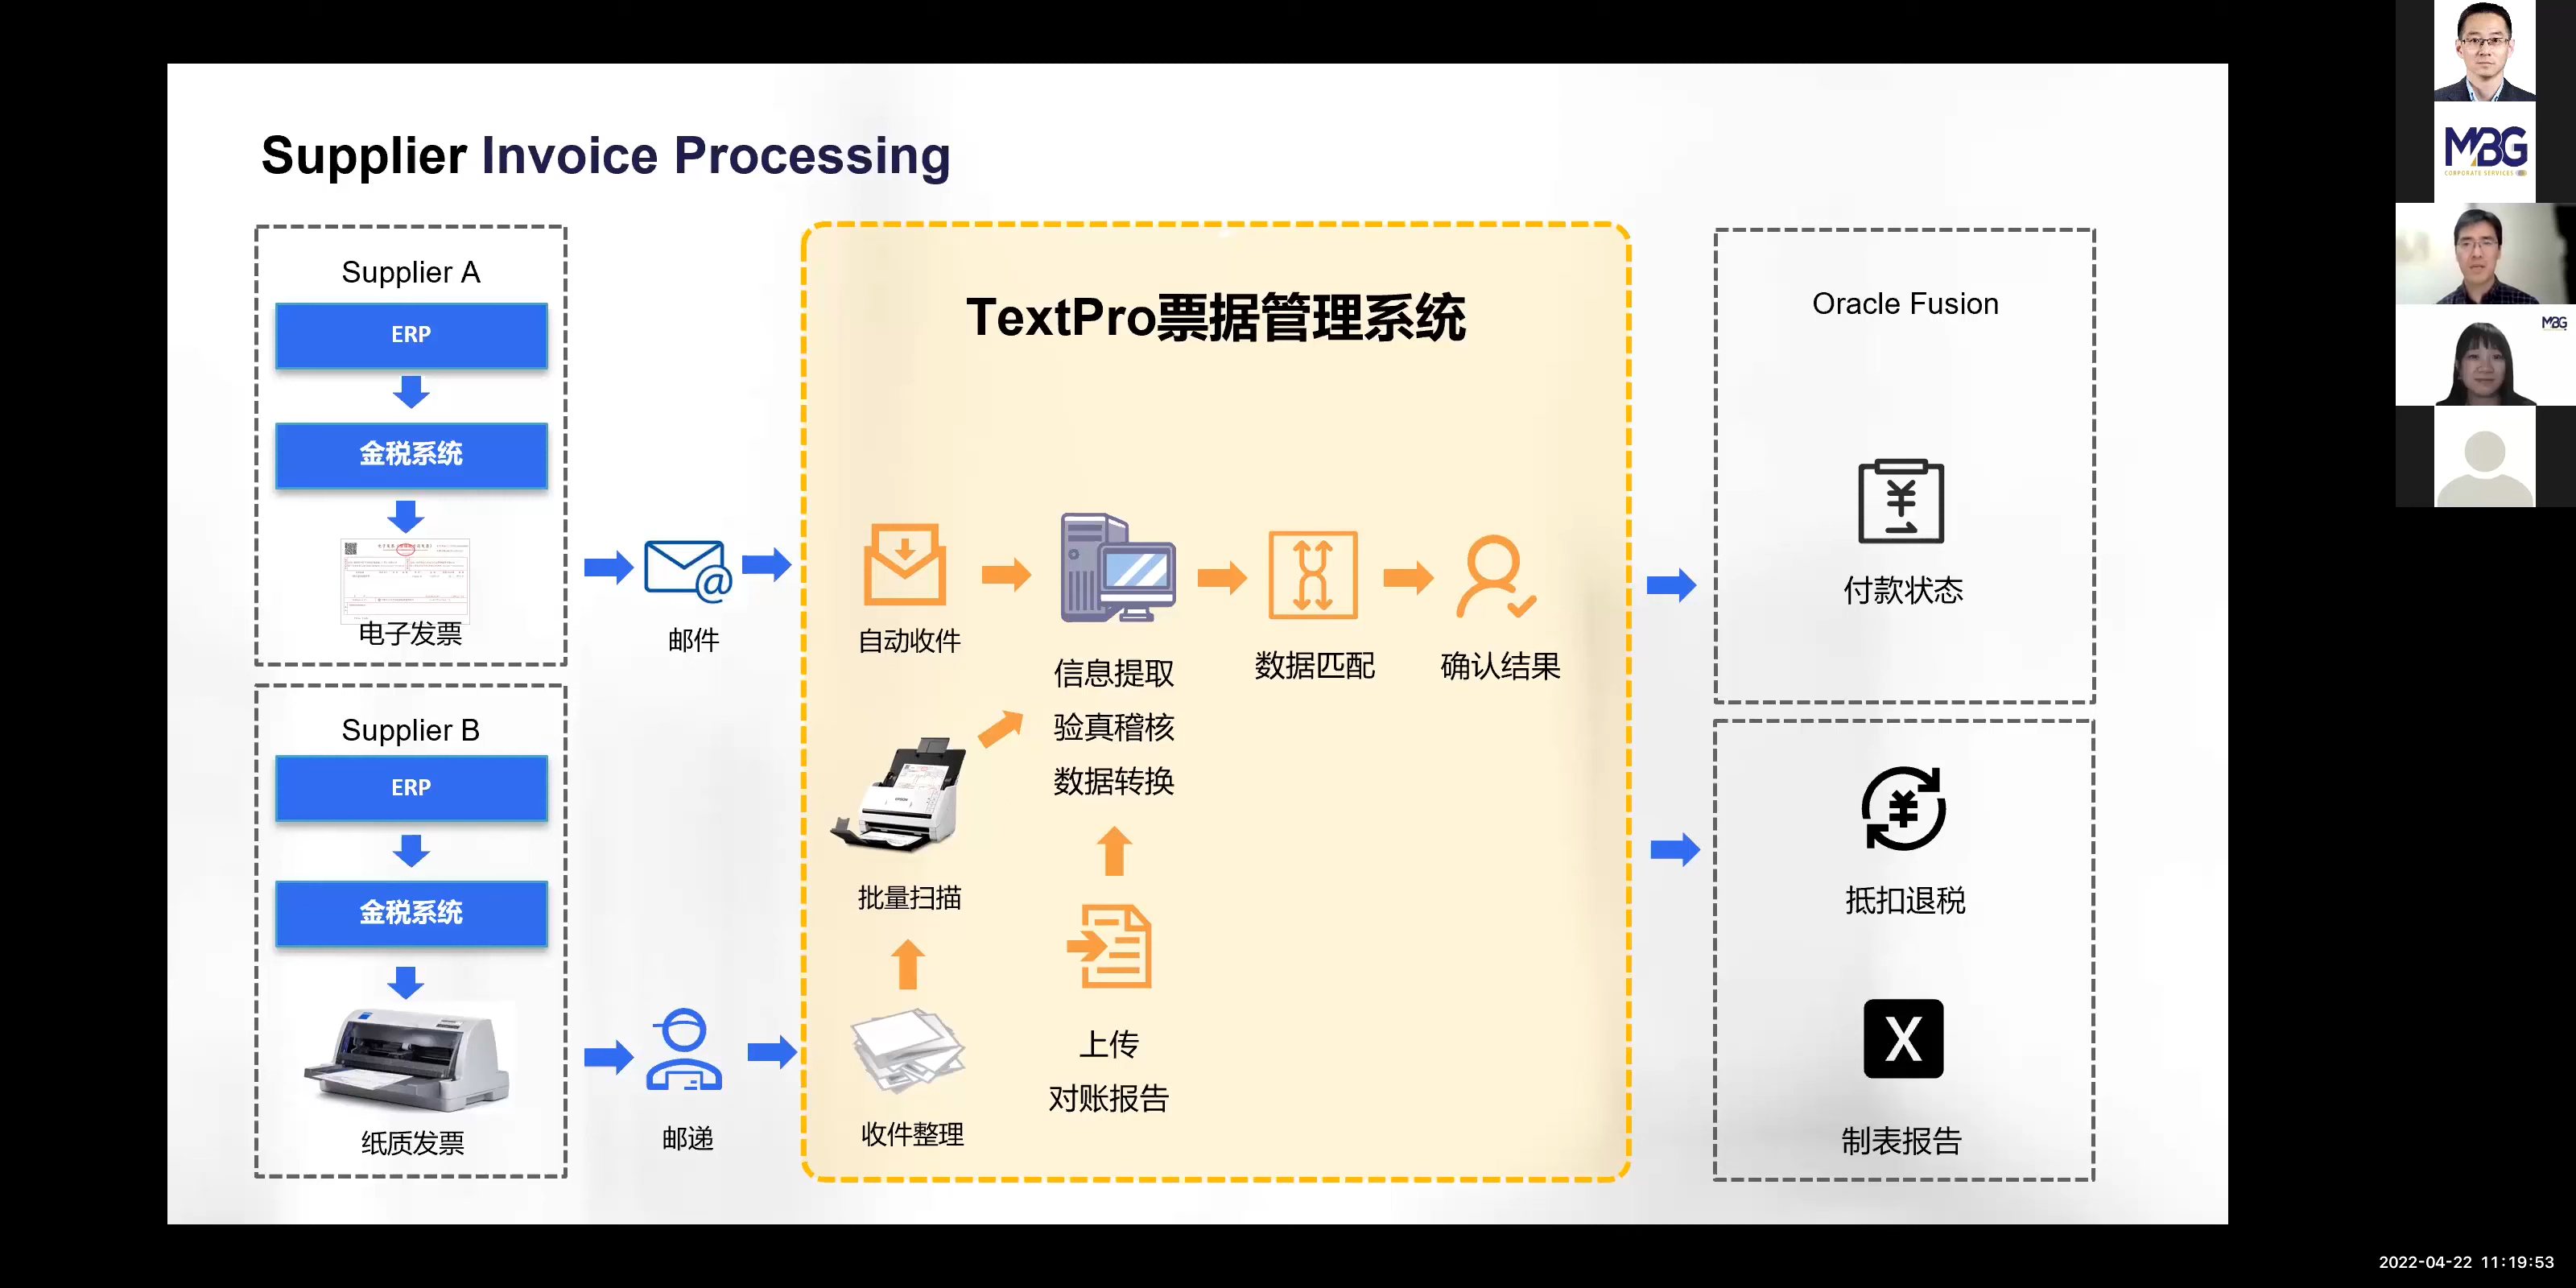 Supplier Invoice Processing
Supplier A
ERP
金税系统
电子发票
Supplier B
ERP
金税系统
纸质发票
邮件
邮递
TextPro票据管理系统
自动收件
信息提取
验真稽核
数据转换
数据匹配
确认结果
批量扫描
收件整理
上传
对账报告
Oracle Fusion
付款状态
抵扣退税
X
制表报告
MBG
CORPORATE SERVICES
MBG
2022-04-22 11:19:53